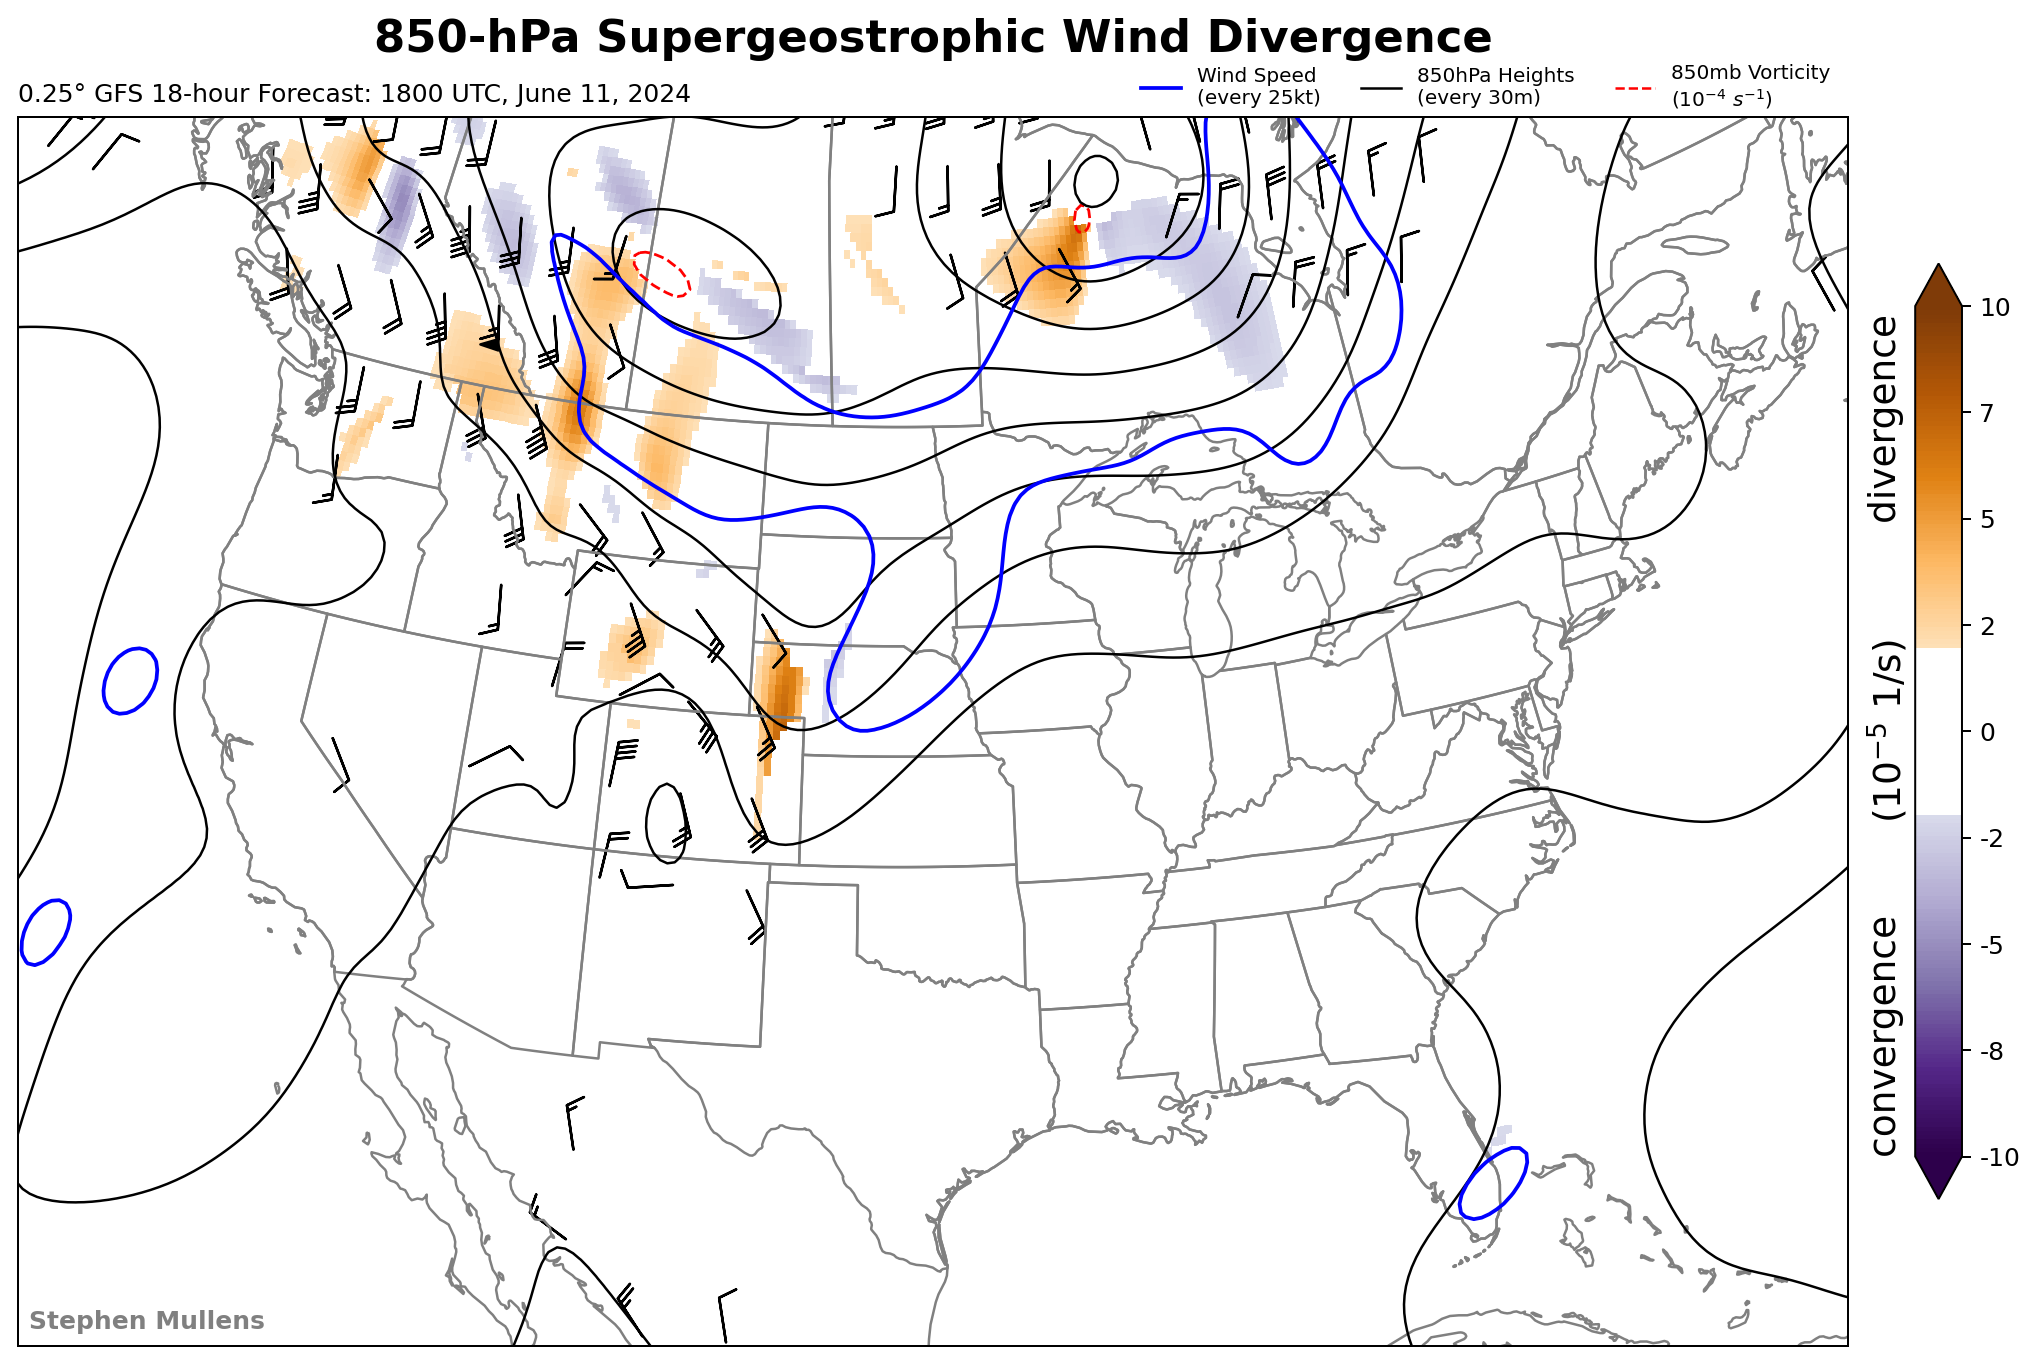 850-hPa Supergeostrophic Wind Divergence
0.25° GFS 18-hour Forecast: 1800 UTC, June 11, 2024
Wind Speed
(every 25kt)
850hPa Heights
(every 30m)
850mb Vorticity
(10⁻⁴ s⁻¹)
10
7
5
2
0
-2
-5
-8
-10
convergence (10⁻⁵ 1/s) divergence
Stephen Mullens